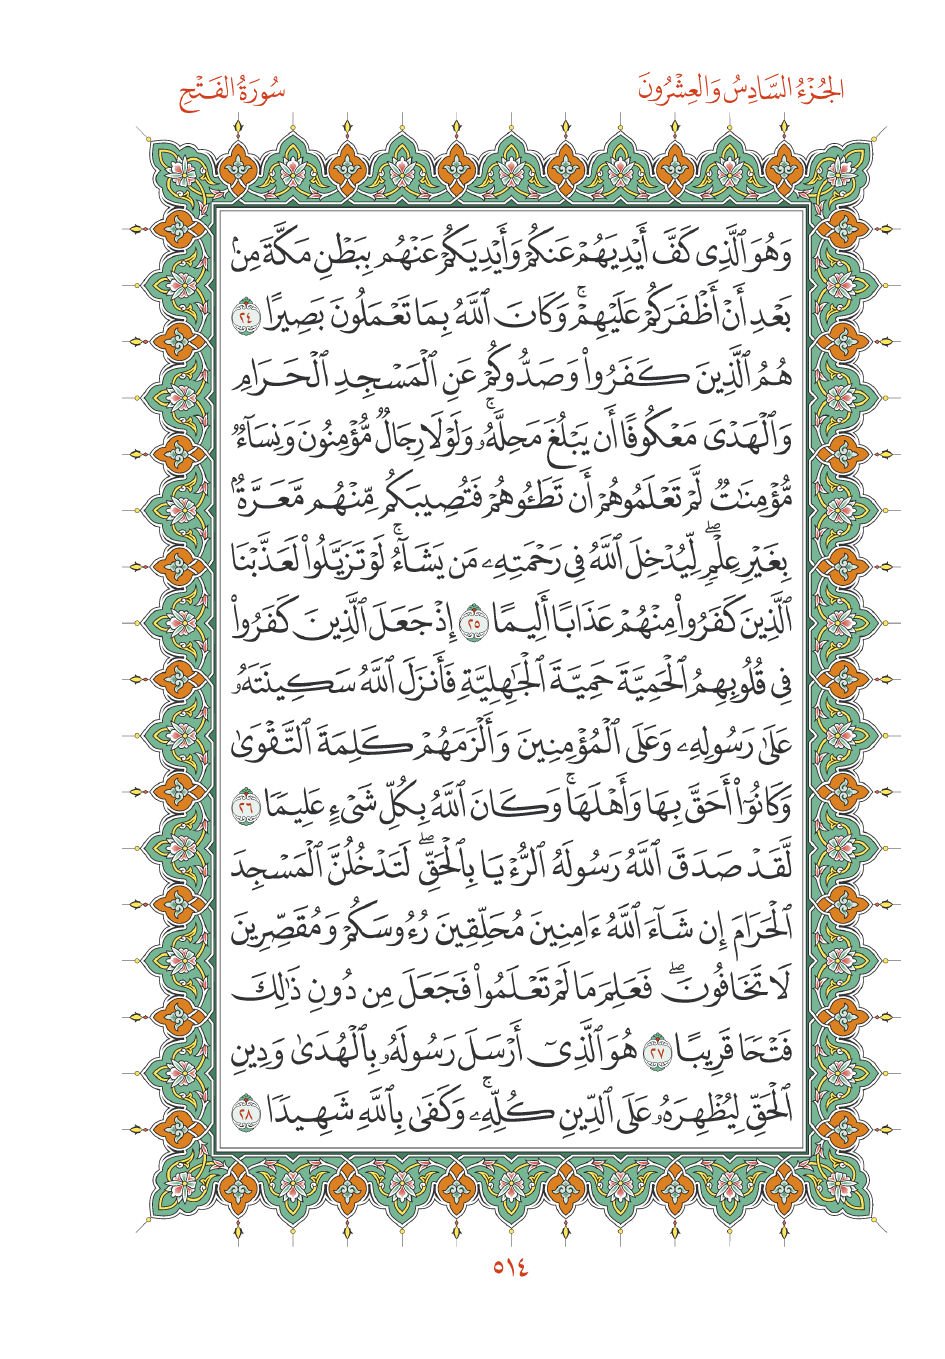 الجُزْءُ السَّادِسُ وَالعِشْرُونَ
سُورَةُ الفَتْحِ
وَهُوَ ٱلَّذِى كَفَّ أَيْدِيَهُمْ عَنكُمْ وَأَيْدِيَكُمْ عَنْهُم بِبَطْنِ مَكَّةَ مِنۢ
بَعْدِ أَنْ أَظْفَرَكُمْ عَلَيْهِمْ ۚ وَكَانَ ٱللَّهُ بِمَا تَعْمَلُونَ بَصِيرًا ٢٤
هُمُ ٱلَّذِينَ كَفَرُوا۟ وَصَدُّوكُمْ عَنِ ٱلْمَسْجِدِ ٱلْحَرَامِ
وَٱلْهَدْىَ مَعْكُوفًا أَن يَبْلُغَ مَحِلَّهُۥ ۚ وَلَوْلَا رِجَالٌ مُّؤْمِنُونَ وَنِسَآءٌ
مُّؤْمِنَـٰتٌ لَّمْ تَعْلَمُوهُمْ أَن تَطَـُٔوهُمْ فَتُصِيبَكُم مِّنْهُم مَّعَرَّةٌۢ
بِغَيْرِ عِلْمٍ ۖ لِّيُدْخِلَ ٱللَّهُ فِى رَحْمَتِهِۦ مَن يَشَآءُ ۚ لَوْ تَزَيَّلُوا۟ لَعَذَّبْنَا
ٱلَّذِينَ كَفَرُوا۟ مِنْهُمْ عَذَابًا أَلِيمًا ٢٥ إِذْ جَعَلَ ٱلَّذِينَ كَفَرُوا۟
فِى قُلُوبِهِمُ ٱلْحَمِيَّةَ حَمِيَّةَ ٱلْجَـٰهِلِيَّةِ فَأَنزَلَ ٱللَّهُ سَكِينَتَهُۥ
عَلَىٰ رَسُولِهِۦ وَعَلَى ٱلْمُؤْمِنِينَ وَأَلْزَمَهُمْ كَلِمَةَ ٱلتَّقْوَىٰ
وَكَانُوٓا۟ أَحَقَّ بِهَا وَأَهْلَهَا ۚ وَكَانَ ٱللَّهُ بِكُلِّ شَىْءٍ عَلِيمًا ٢٦
لَّقَدْ صَدَقَ ٱللَّهُ رَسُولَهُ ٱلرُّءْيَا بِٱلْحَقِّ ۖ لَتَدْخُلُنَّ ٱلْمَسْجِدَ
ٱلْحَرَامَ إِن شَآءَ ٱللَّهُ ءَامِنِينَ مُحَلِّقِينَ رُءُوسَكُمْ وَمُقَصِّرِينَ
لَا تَخَافُونَ ۖ فَعَلِمَ مَا لَمْ تَعْلَمُوا۟ فَجَعَلَ مِن دُونِ ذَٰلِكَ
فَتْحًا قَرِيبًا ٢٧ هُوَ ٱلَّذِىٓ أَرْسَلَ رَسُولَهُۥ بِٱلْهُدَىٰ وَدِينِ
ٱلْحَقِّ لِيُظْهِرَهُۥ عَلَى ٱلدِّينِ كُلِّهِۦ ۚ وَكَفَىٰ بِٱللَّهِ شَهِيدًا ٢٨
٥١٤